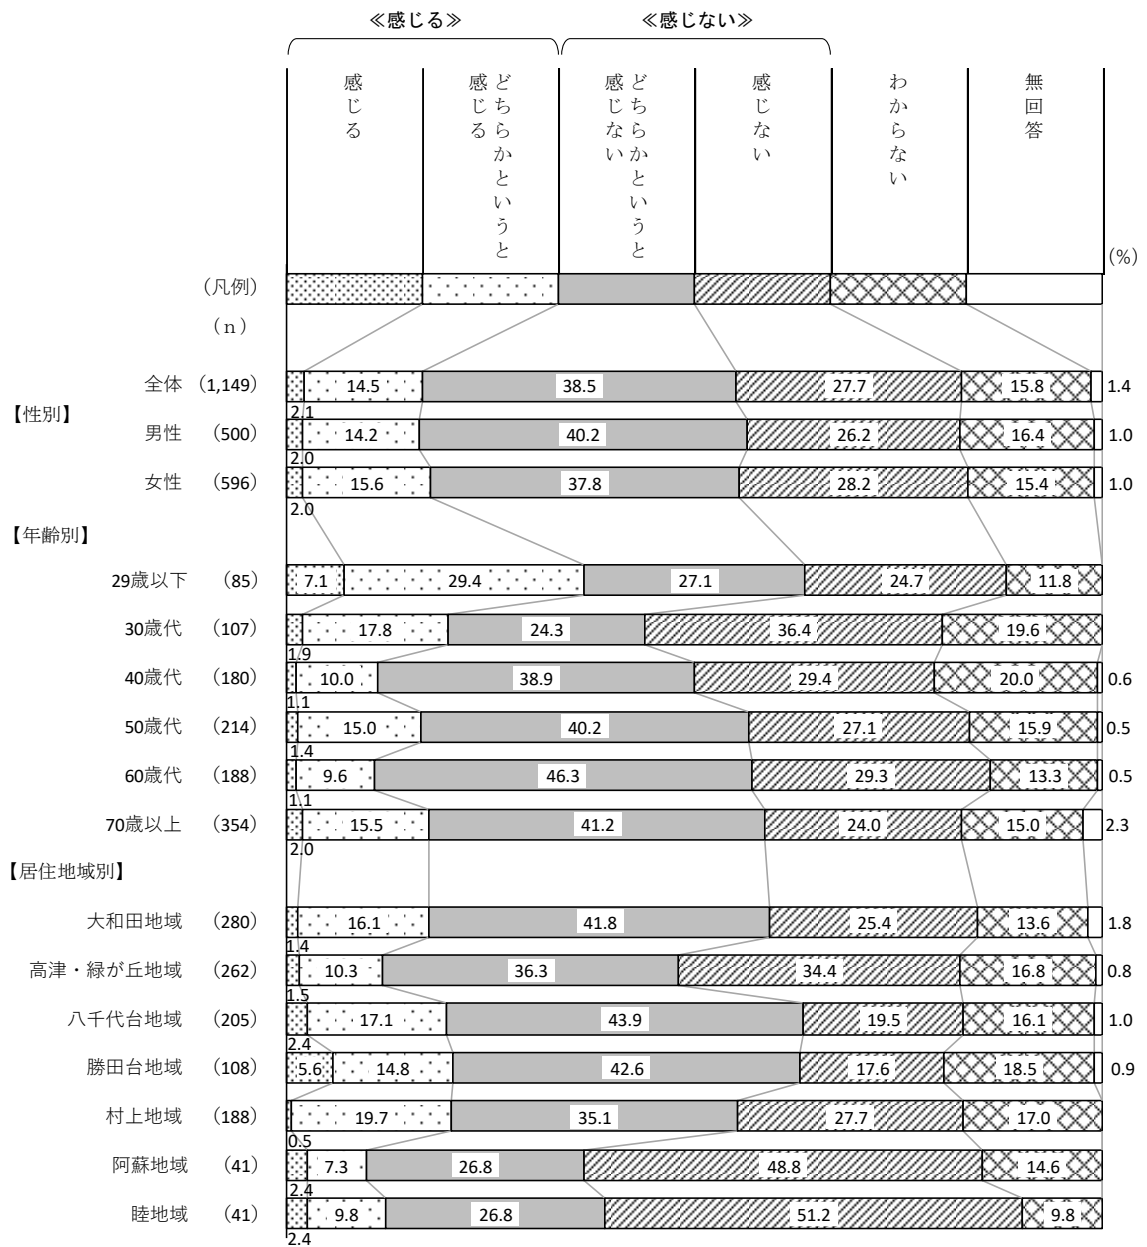 ≪感じる≫ ≪感じない≫
感じる
どちらかというと
感じる
どちらかというと
感じない
感じない
わからない
無回答
(%)
(凡例)
(ｎ)
全体 (1,149) 2.1 14.5 38.5 27.7 15.8 1.4
【性別】
男性 (500) 2.0 14.2 40.2 26.2 16.4 1.0
女性 (596) 2.0 15.6 37.8 28.2 15.4 1.0
【年齢別】
29歳以下 (85) 7.1 29.4 27.1 24.7 11.8
30歳代 (107) 1.9 17.8 24.3 36.4 19.6
40歳代 (180) 1.1 10.0 38.9 29.4 20.0 0.6
50歳代 (214) 1.4 15.0 40.2 27.1 15.9 0.5
60歳代 (188) 1.1 9.6 46.3 29.3 13.3 0.5
70歳以上 (354) 2.0 15.5 41.2 24.0 15.0 2.3
【居住地域別】
大和田地域 (280) 1.4 16.1 41.8 25.4 13.6 1.8
高津・緑が丘地域 (262) 1.5 10.3 36.3 34.4 16.8 0.8
八千代台地域 (205) 2.4 17.1 43.9 19.5 16.1 1.0
勝田台地域 (108) 5.6 14.8 42.6 17.6 18.5 0.9
村上地域 (188) 0.5 19.7 35.1 27.7 17.0
阿蘇地域 (41) 2.4 7.3 26.8 48.8 14.6
睦地域 (41) 2.4 9.8 26.8 51.2 9.8